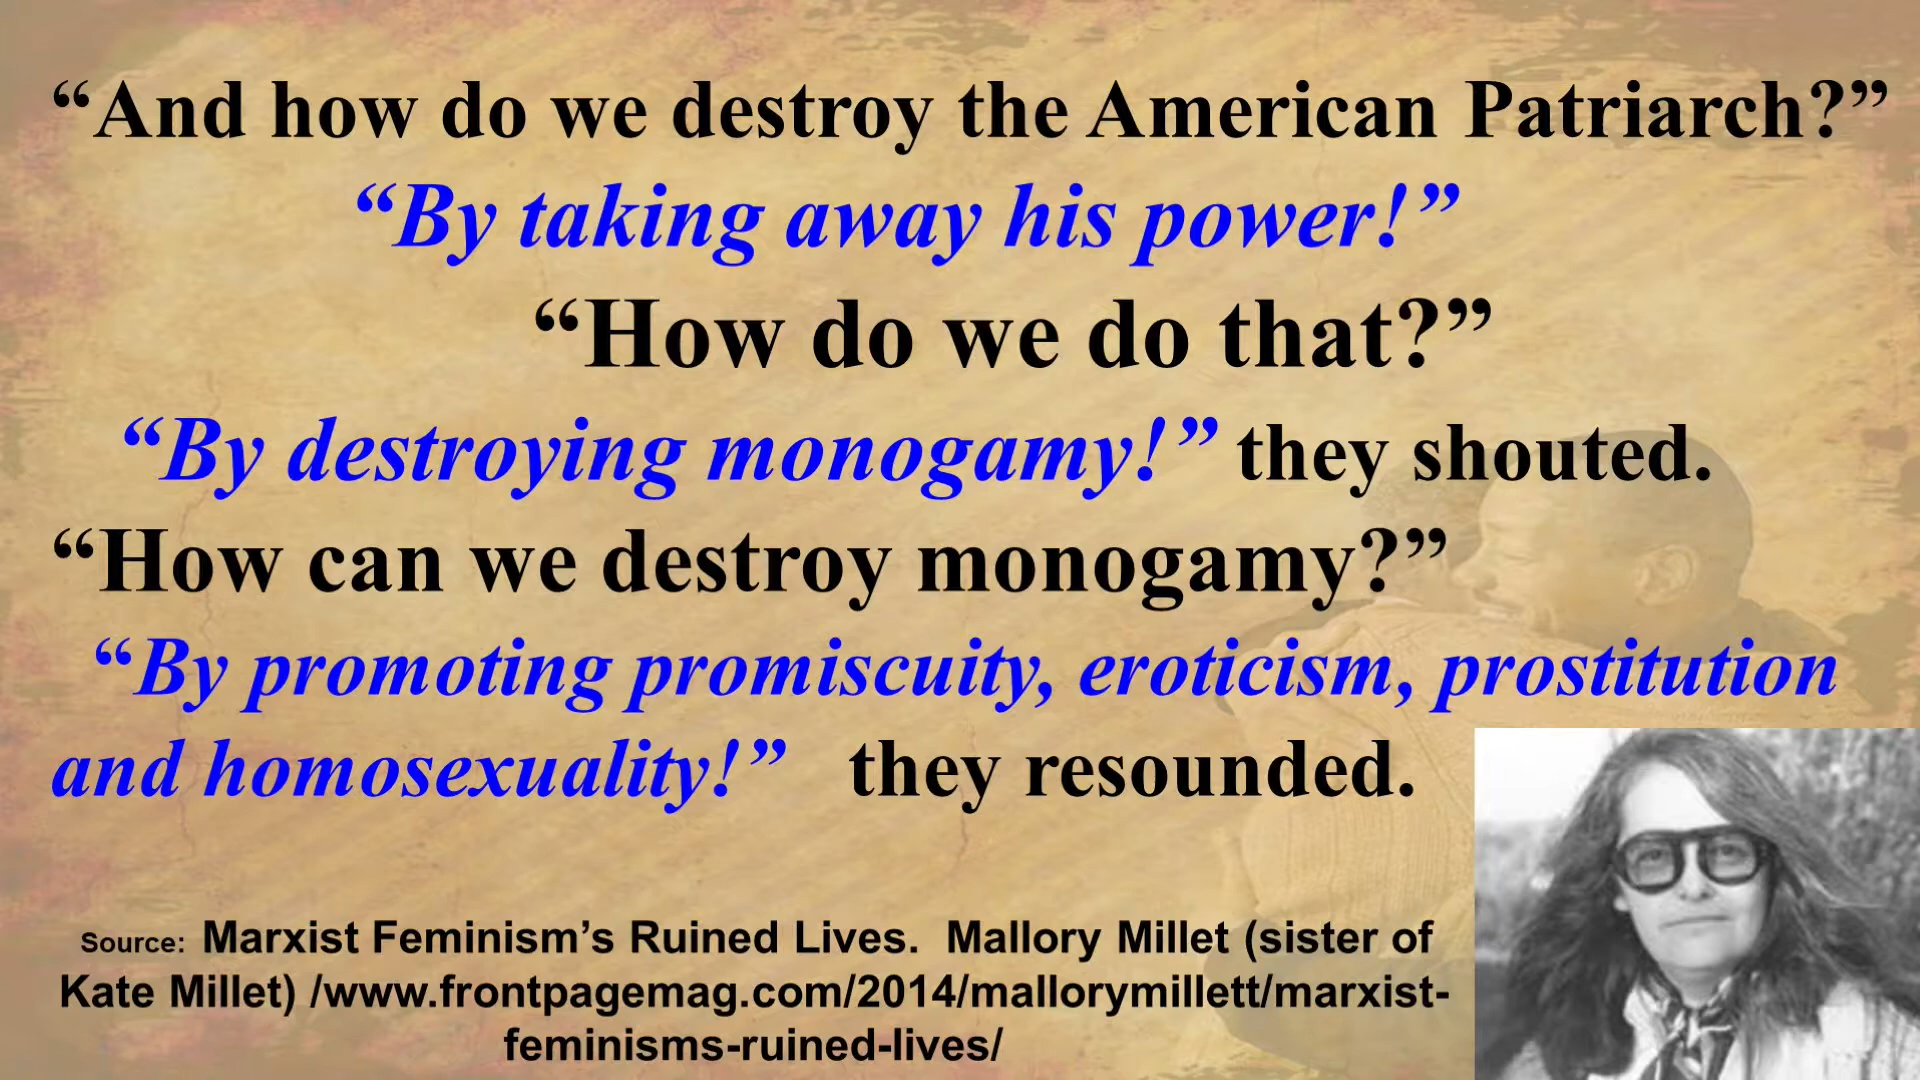 “And how do we destroy the American Patriarch?”
“By taking away his power!”
“How do we do that?”
“By destroying monogamy!” they shouted.
“How can we destroy monogamy?”
“By promoting promiscuity, eroticism, prostitution
and homosexuality!” they resounded.
Source: Marxist Feminism’s Ruined Lives. Mallory Millet (sister of
Kate Millet) /www.frontpagemag.com/2014/mallorymillett/marxist-
feminisms-ruined-lives/